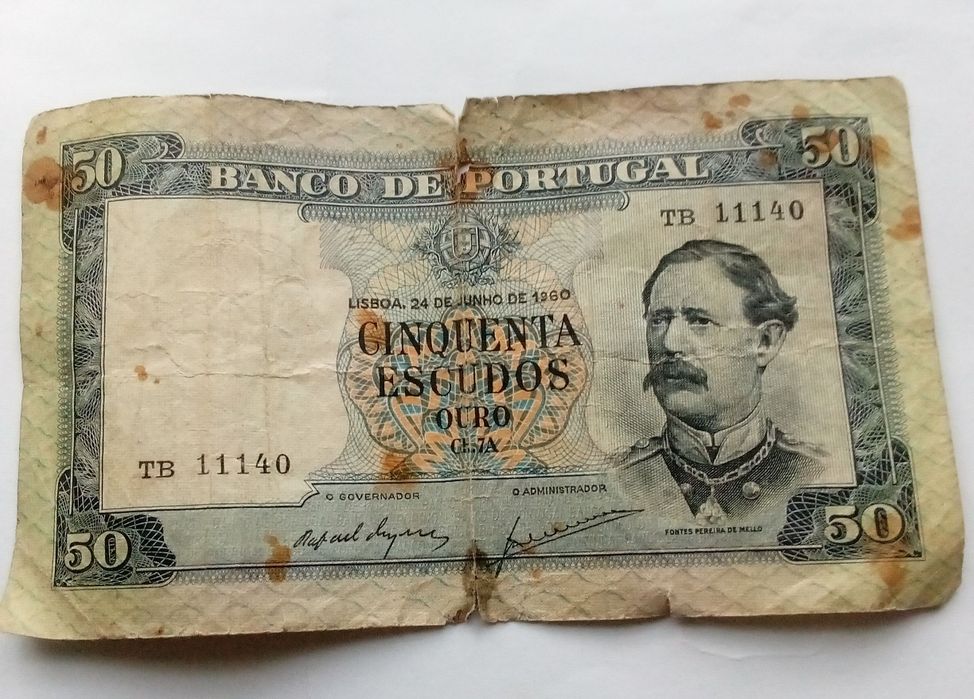 50 50
BANCO DE PORTUGAL
TB 11140
LISBOA, 24 DE JUNHO DE 1960
CINQUENTA
ESCUDOS
OURO
CH.7A
TB 11140
O GOVERNADOR O ADMINISTRADOR
FONTES PEREIRA DE MELLO
50 50